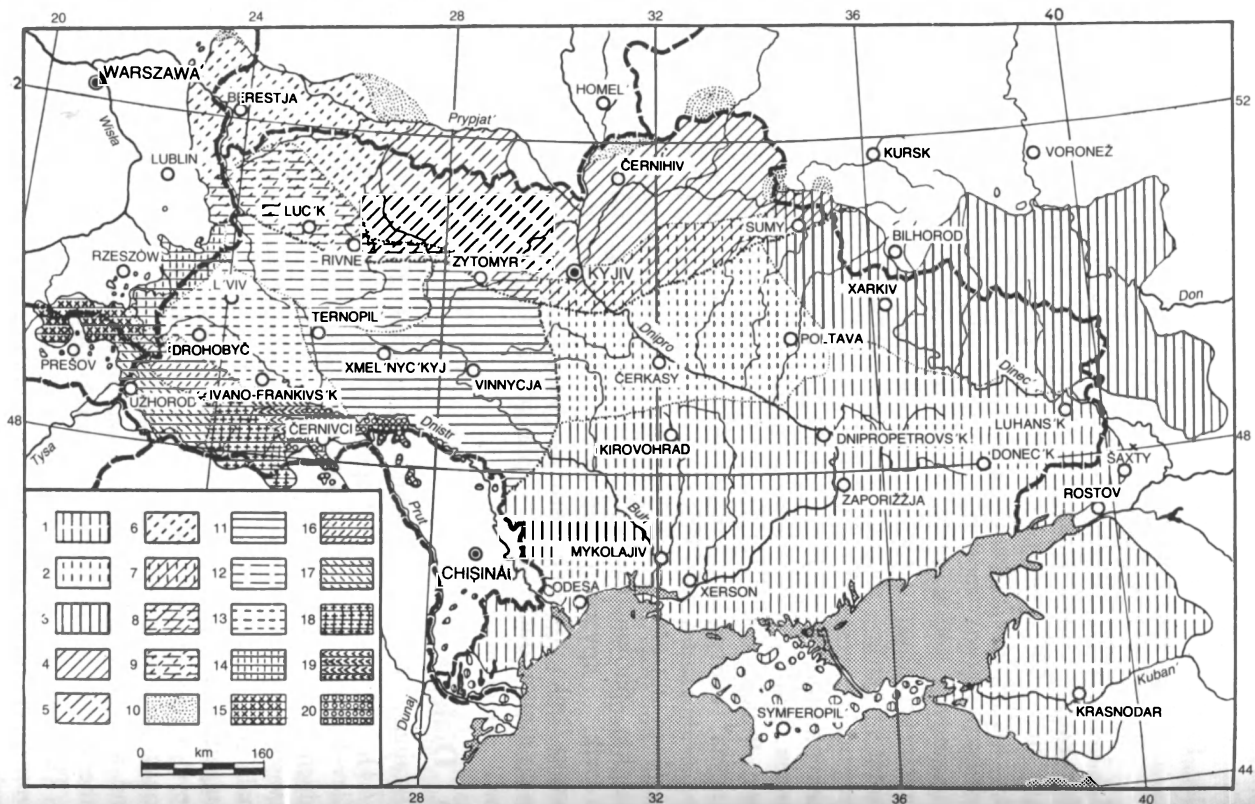 20
24
28
32
36
40
2
52
WARSZAWA
BERESTJA
HOMEL´
Prypjat´
Wisła
LUBLIN
ČERNIHIV
KURSK
VORONEŽ
LUC´K
RIVNE
SUMY
BILHOROD
RZESZÓW
ZYTOMYR
KYJIV
L´VIV
XARKIV
Don
TERNOPIL
Dnipro
POLTAVA
DROHOBYČ
PREŠOV
XMEL´NYC´KYJ
VINNYCJA
ČERKASY
Dinec´
UŽHOROD
IVANO-FRANKIVS´K
LUHANS´K
48
ČERNIVCI
Dnistr
DNIPROPETROVS´K
48
Tysa
KIROVOHRAD
DONEC´K
ŠAXTY
ZAPORIŽŽJA
ROSTOV
Prut
Buh
MYKOLAJIV
CHIȘINĂU
ODESA
XERSON
Kuban´
Dunaj
SYMFEROPIL
KRASNODAR
1
6
11
16
2
7
12
17
3
8
13
18
4
9
14
19
5
10
15
20
0 km 160
44
28
32
36
40